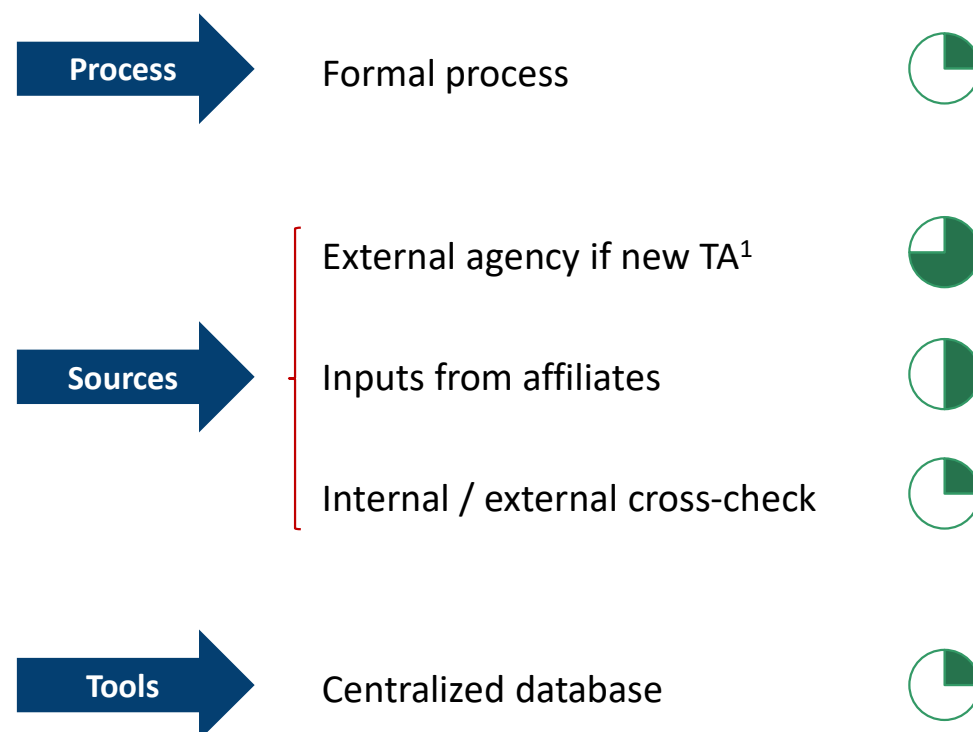 Process
Formal process
External agency if new TA¹
Sources
Inputs from affiliates
Internal / external cross-check
Tools
Centralized database